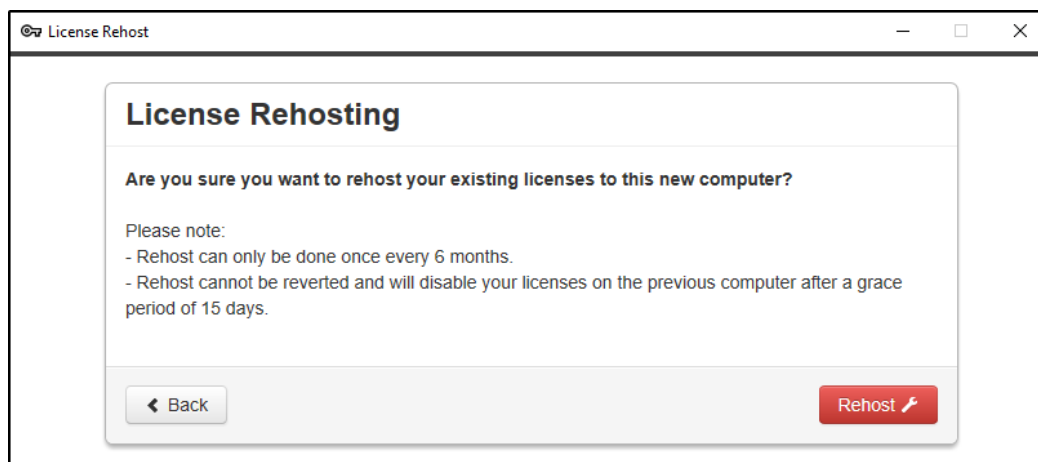 License Rehost
License Rehosting
Are you sure you want to rehost your existing licenses to this new computer?
Please note:
- Rehost can only be done once every 6 months.
- Rehost cannot be reverted and will disable your licenses on the previous computer after a grace
period of 15 days.
Back
Rehost